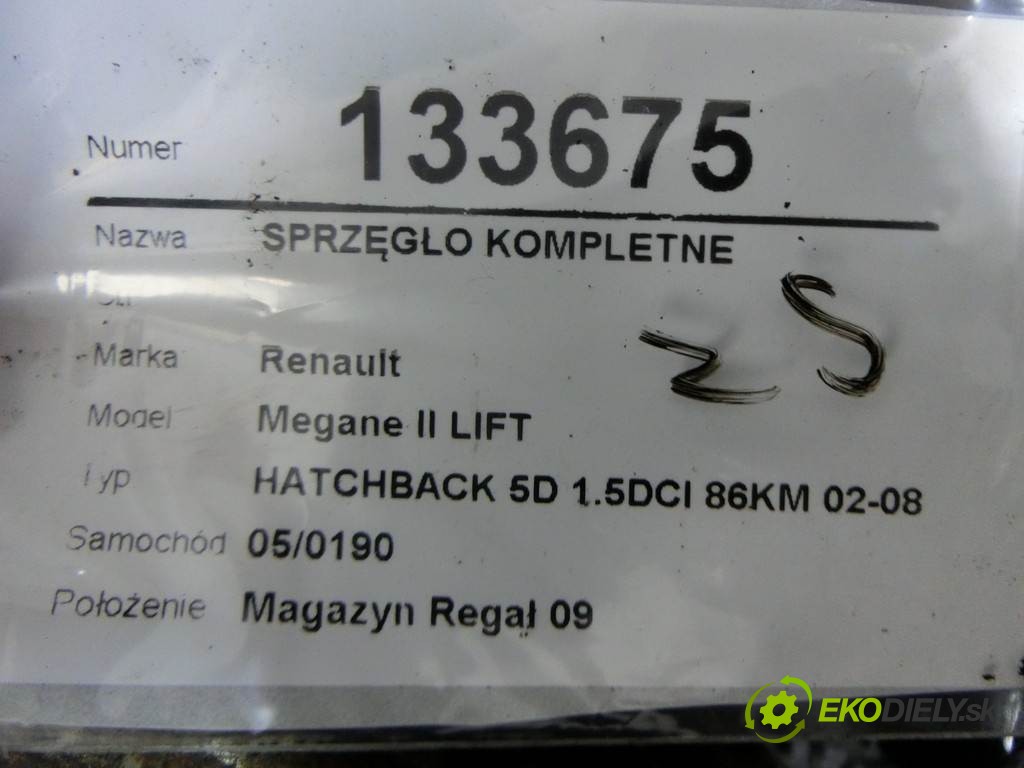 Numer 133675
Nazwa SPRZĘGŁO KOMPLETNE
Marka Renault
Model Megane II LIFT
Typ HATCHBACK 5D 1.5DCI 86KM 02-08
Samochód 05/0190
Położenie Magazyn Regał 09
EKODIELY.sk